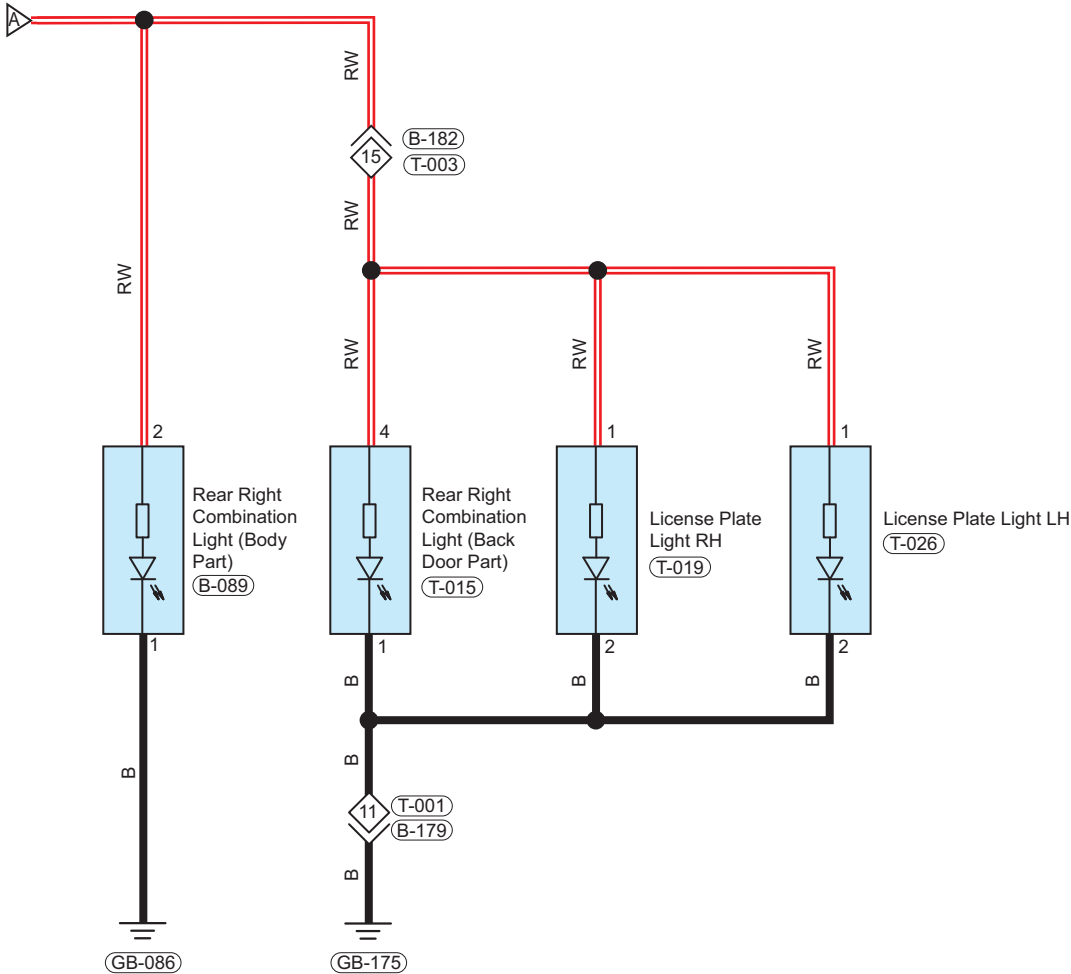 A
RW
B-182
15
T-003
RW
RW
RW
RW
RW
2
4
1
1
Rear Right
Combination
Light (Body
Part)
B-089
Rear Right
Combination
Light (Back
Door Part)
T-015
License Plate
Light RH
T-019
License Plate Light LH
T-026
1
1
2
2
B
B
B
B
B
11
T-001
B-179
B
GB-086
GB-175